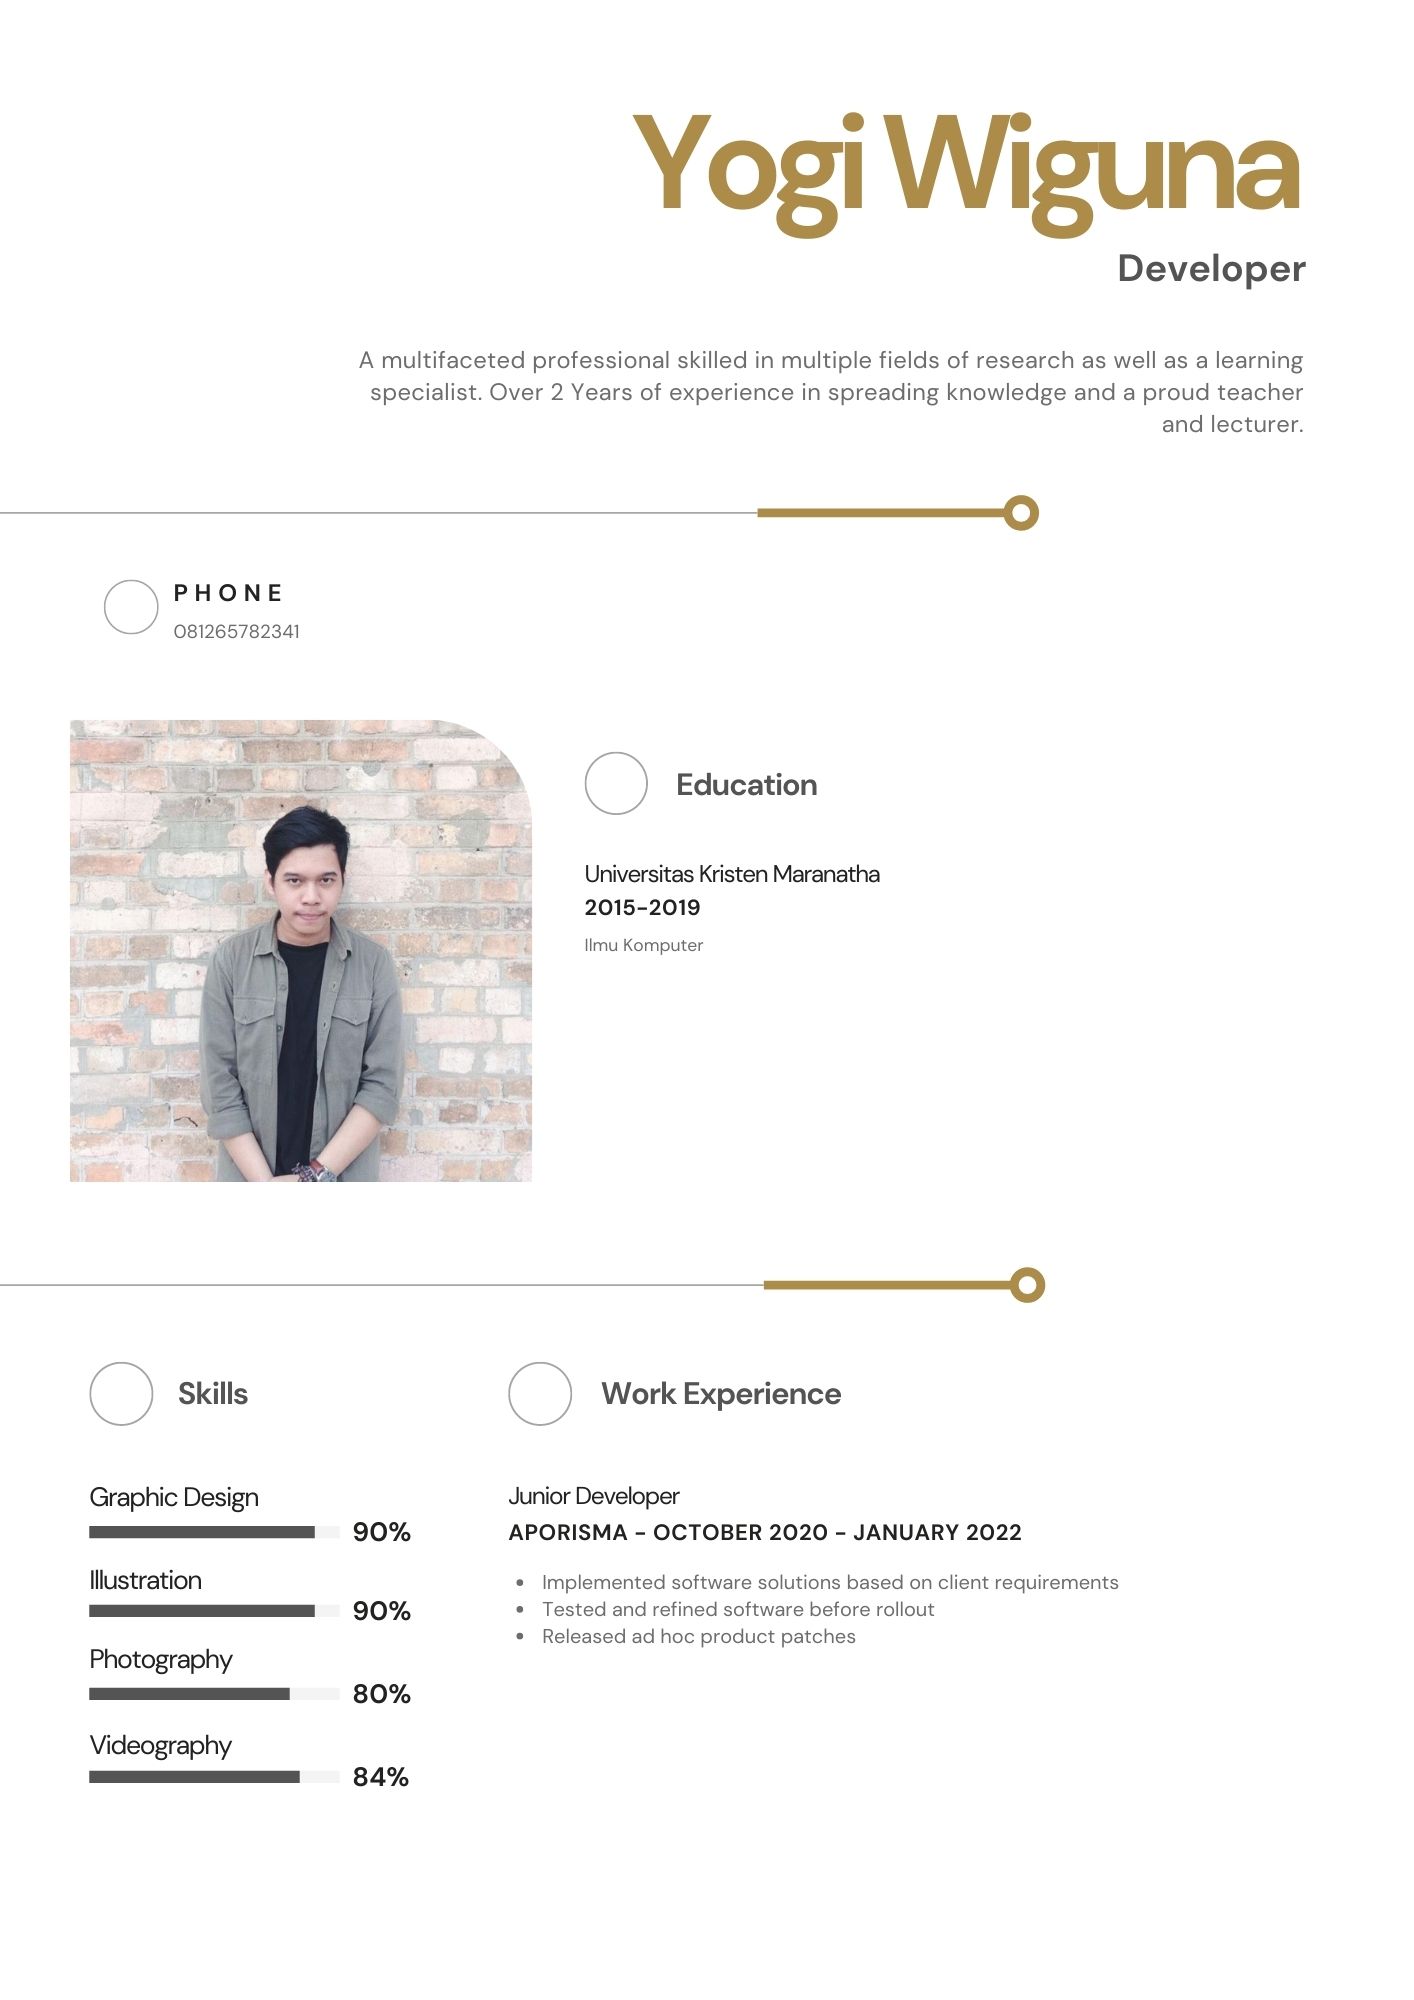 Yogi Wiguna
Developer
A multifaceted professional skilled in multiple fields of research as well as a learning
specialist. Over 2 Years of experience in spreading knowledge and a proud teacher
and lecturer.
PHONE
081265782341
Education
Universitas Kristen Maranatha
2015-2019
Ilmu Komputer
Skills
Graphic Design
90%
Illustration
90%
Photography
80%
Videography
84%
Work Experience
Junior Developer
APORISMA - OCTOBER 2020 - JANUARY 2022
• Implemented software solutions based on client requirements
• Tested and refined software before rollout
• Released ad hoc product patches